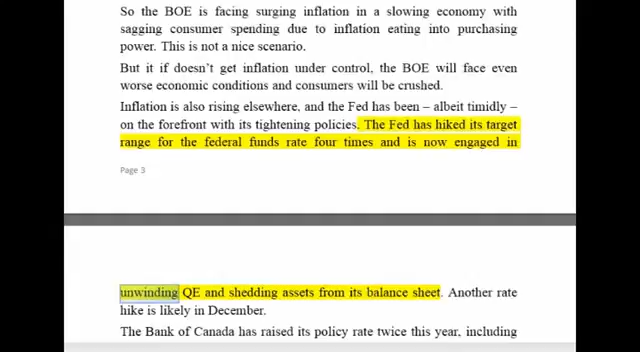 So the BOE is facing surging inflation in a slowing economy with
sagging consumer spending due to inflation eating into purchasing
power. This is not a nice scenario.
But it if doesn’t get inflation under control, the BOE will face even
worse economic conditions and consumers will be crushed.
Inflation is also rising elsewhere, and the Fed has been – albeit timidly –
on the forefront with its tightening policies. The Fed has hiked its target
range for the federal funds rate four times and is now engaged in
Page 3
unwinding QE and shedding assets from its balance sheet. Another rate
hike is likely in December.
The Bank of Canada has raised its policy rate twice this year, including